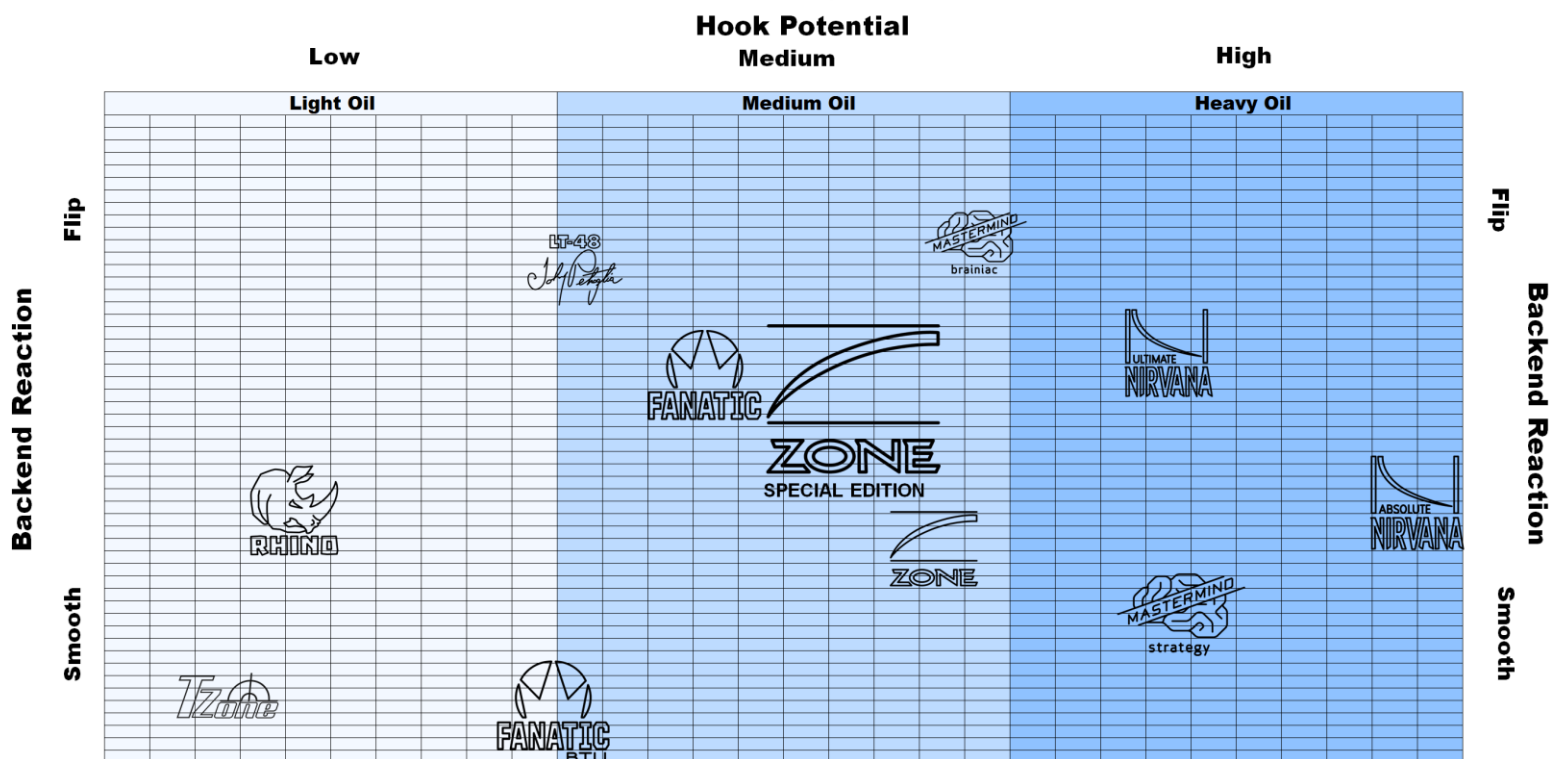 Hook Potential
Low
Medium
High
Light Oil
Medium Oil
Heavy Oil
Flip
Flip
Backend Reaction
Backend Reaction
Smooth
Smooth
LT-48
MASTERMIND
brainiac
FANATIC
ZONE
SPECIAL EDITION
ULTIMATE
NIRVANA
RHINO
ABSOLUTE
NIRVANA
ZONE
MASTERMIND
strategy
TZone
FANATIC
BTU